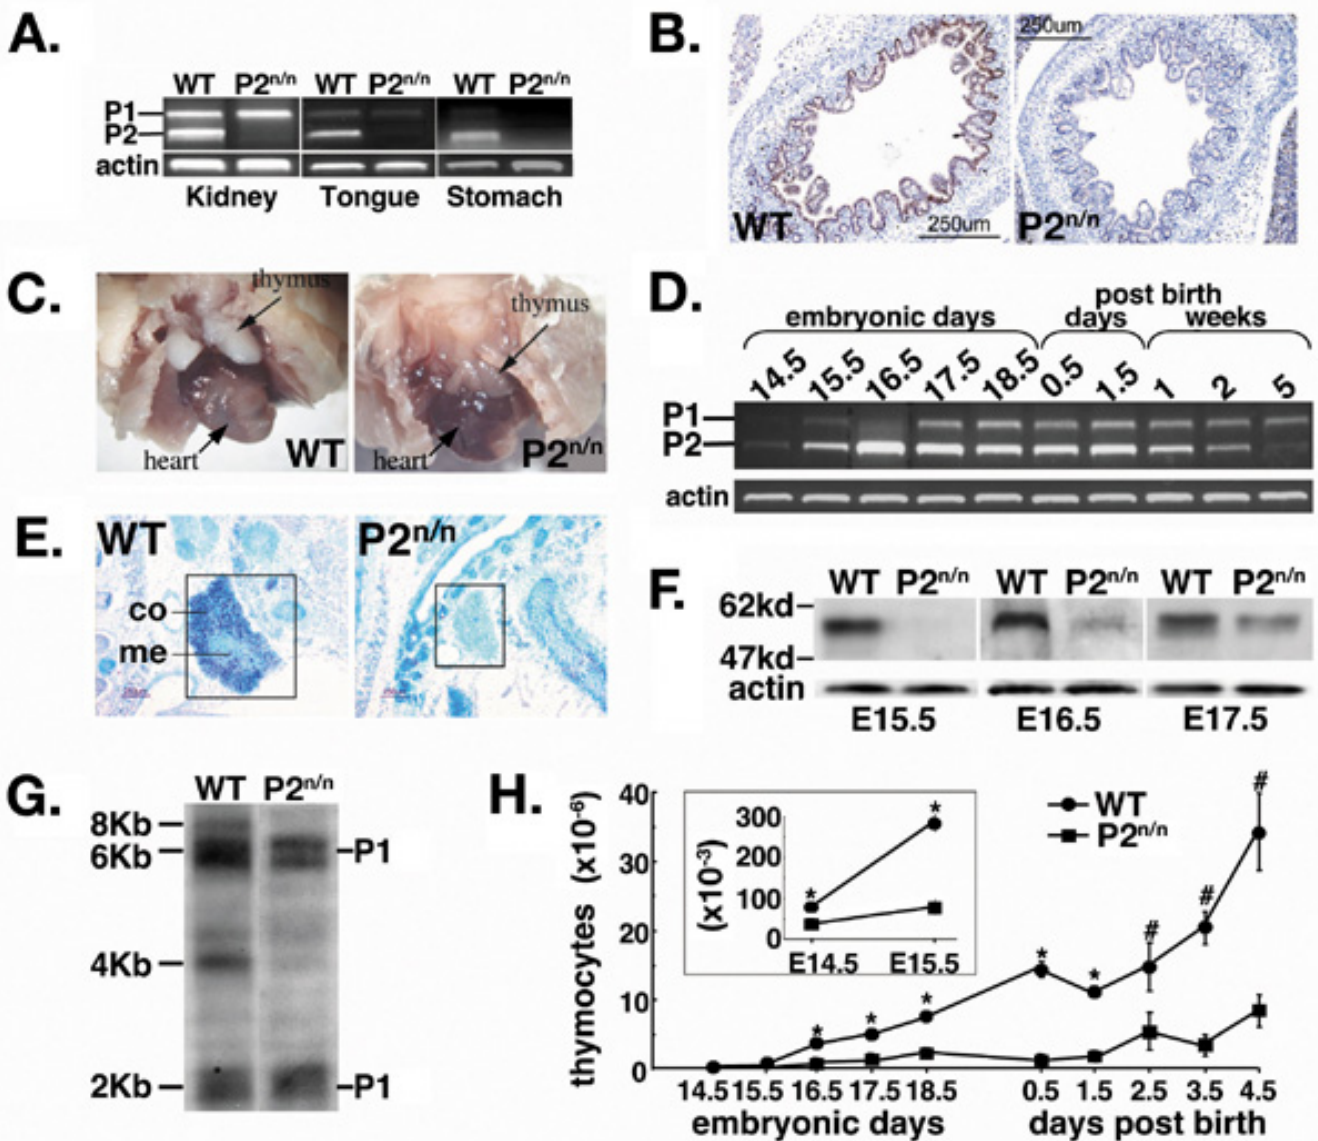 A.
WT P2n/n WT P2n/n WT P2n/n
P1
P2
actin
Kidney Tongue Stomach
B.
250um
WT
250um
P2n/n
C.
thymus
heart
WT
thymus
heart
P2n/n
D.
post birth
embryonic days days weeks
14.5 15.5 16.5 17.5 18.5 0.5 1.5 1 2 5
P1
P2
actin
E.
WT
co
me
P2n/n
F.
WT P2n/n WT P2n/n WT P2n/n
62kd
47kd
actin
E15.5 E16.5 E17.5
G.
WT P2n/n
8Kb
6Kb P1
4Kb
2Kb P1
H.
thymocytes (x10-6)
40
30
20
10
0
(x10-3)
300
200
100
0
* *
E14.5 E15.5
WT
P2n/n
* * * * * # # #
14.5 15.5 16.5 17.5 18.5 0.5 1.5 2.5 3.5 4.5
embryonic days days post birth